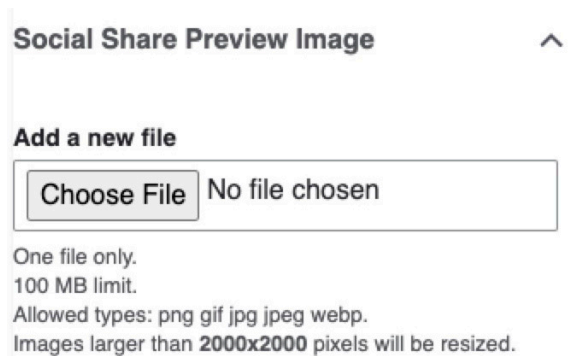 Social Share Preview Image
Add a new file
Choose File No file chosen
One file only.
100 MB limit.
Allowed types: png gif jpg jpeg webp.
Images larger than 2000x2000 pixels will be resized.